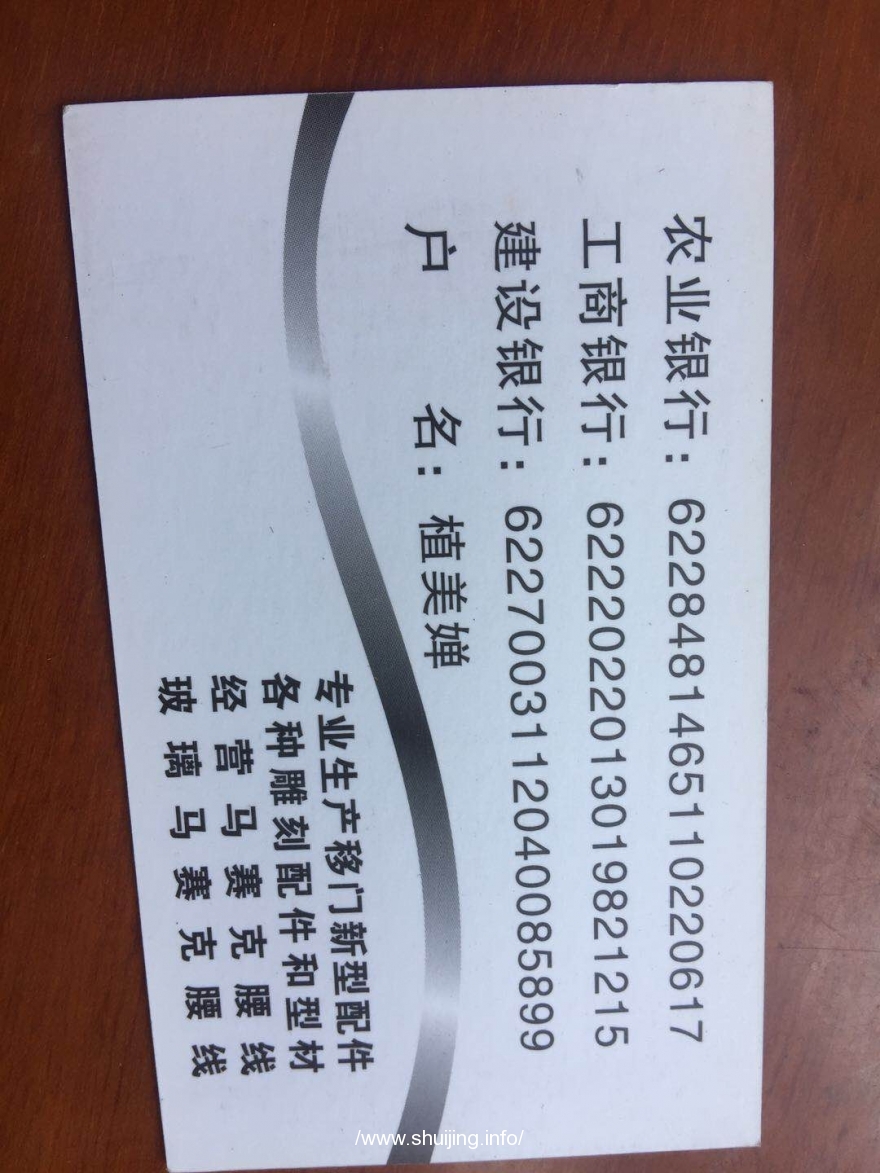 农业银行：6228481465110220617
工商银行：6222022013019821215
建设银行：6227003112040085899
户 名：植美婵
专业生产移门新型配件
各种雕刻配件和型材
经营马赛克腰线
玻璃马赛克腰线
/www.shuijing.info/